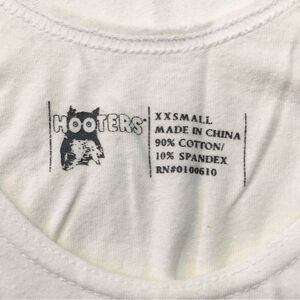 HOOTERS
XXSMALL
MADE IN CHINA
90% COTTON/
10% SPANDEX
RN#0100610